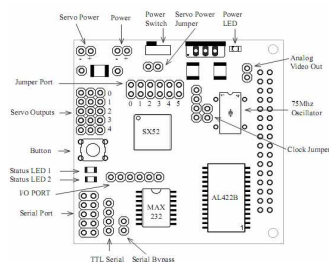 Servo Power
Power
Power
Switch
Servo Power
Jumper
Power
LED
- +
- +
Analog
Video Out
Jumper Port
0 1 2 3 4 5
Servo Outputs
0
1
2
3
4
SX52
75Mhz
Oscillator
Button
Clock Jumper
Status LED 1
Status LED 2
I/O PORT
Serial Port
MAX
232
AL422B
1
TTL Serial
Serial Bypass